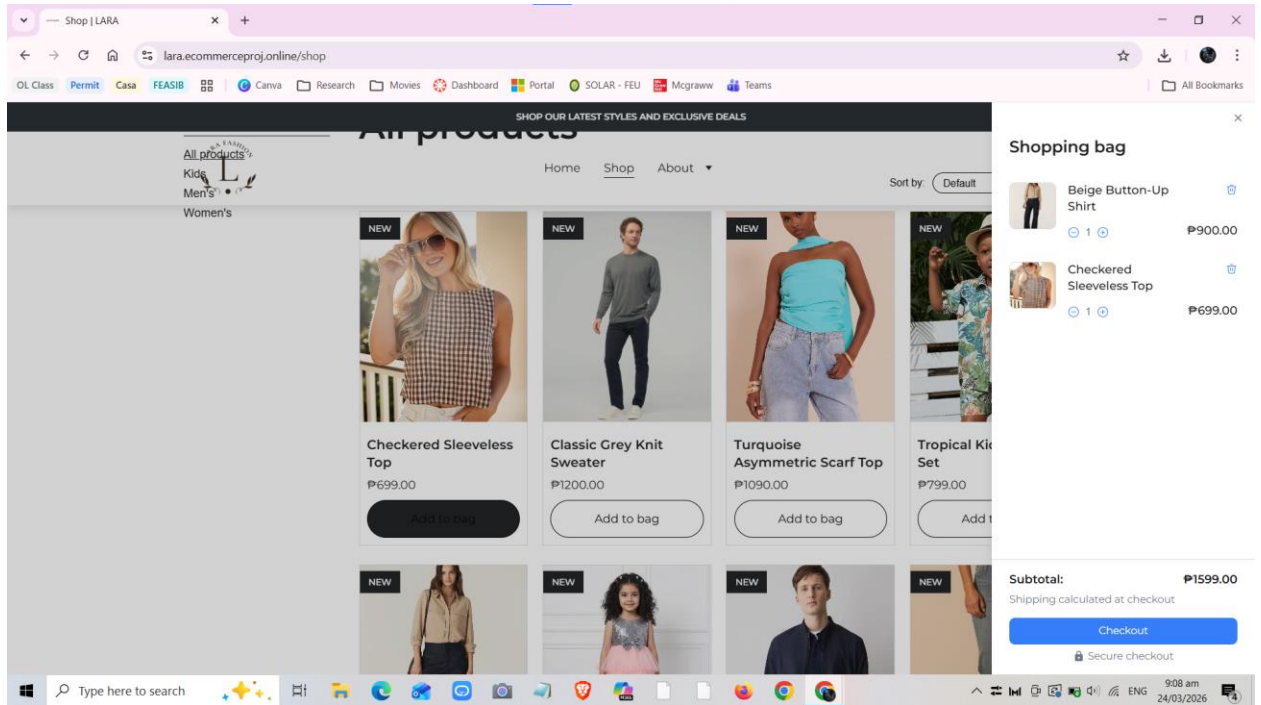 Shop | LARA
lara.ecommerceproj.online/shop
OL Class Permit Casa FEASIB Canva Research Movies Dashboard Portal SOLAR - FEU Mcgraww Teams All Bookmarks
SHOP OUR LATEST STYLES AND EXCLUSIVE DEALS
All products
Home Shop About
Sort by: Default
All products
Kids
Men's
Women's
L
NEW
Checkered Sleeveless
Top
₱699.00
Add to bag
NEW
Classic Grey Knit
Sweater
₱1200.00
Add to bag
NEW
Turquoise
Asymmetric Scarf Top
₱1090.00
Add to bag
NEW
Tropical Kid
Set
₱799.00
Add t
NEW
NEW
NEW
NEW
Shopping bag
Beige Button-Up
Shirt
1
₱900.00
Checkered
Sleeveless Top
1
₱699.00
Subtotal: ₱1599.00
Shipping calculated at checkout
Checkout
Secure checkout
Type here to search
ENG
9:08 am
24/03/2026
4